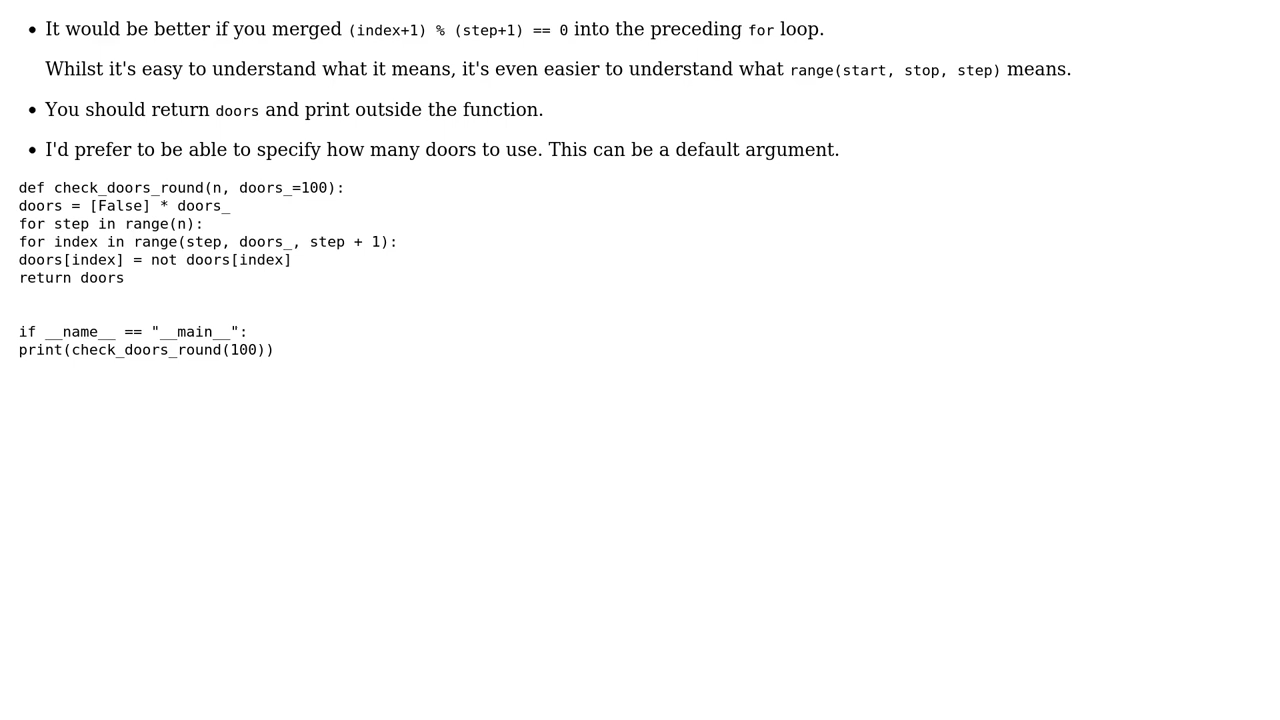 It would be better if you merged (index+1) % (step+1) == 0 into the preceding for loop.
Whilst it's easy to understand what it means, it's even easier to understand what range(start, stop, step) means.
You should return doors and print outside the function.
I'd prefer to be able to specify how many doors to use. This can be a default argument.
def check_doors_round(n, doors_=100):
doors = [False] * doors_
for step in range(n):
for index in range(step, doors_, step + 1):
doors[index] = not doors[index]
return doors
if __name__ == "__main__":
print(check_doors_round(100))